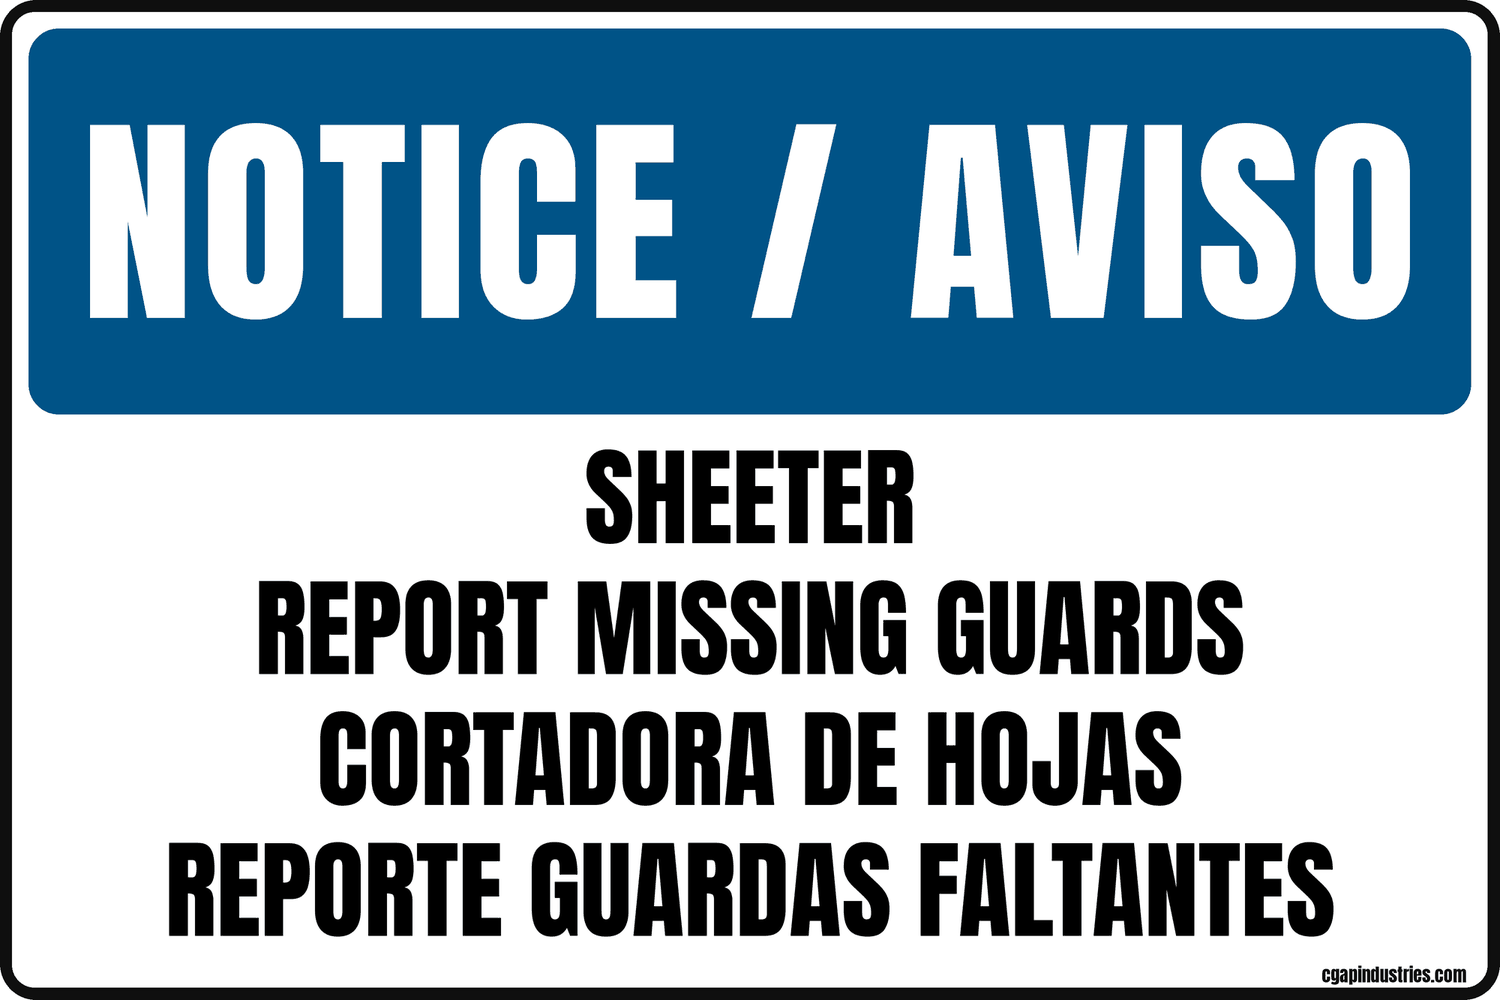 NOTICE / AVISO
SHEETER
REPORT MISSING GUARDS
CORTADORA DE HOJAS
REPORTE GUARDAS FALTANTES
cgapindustries.com